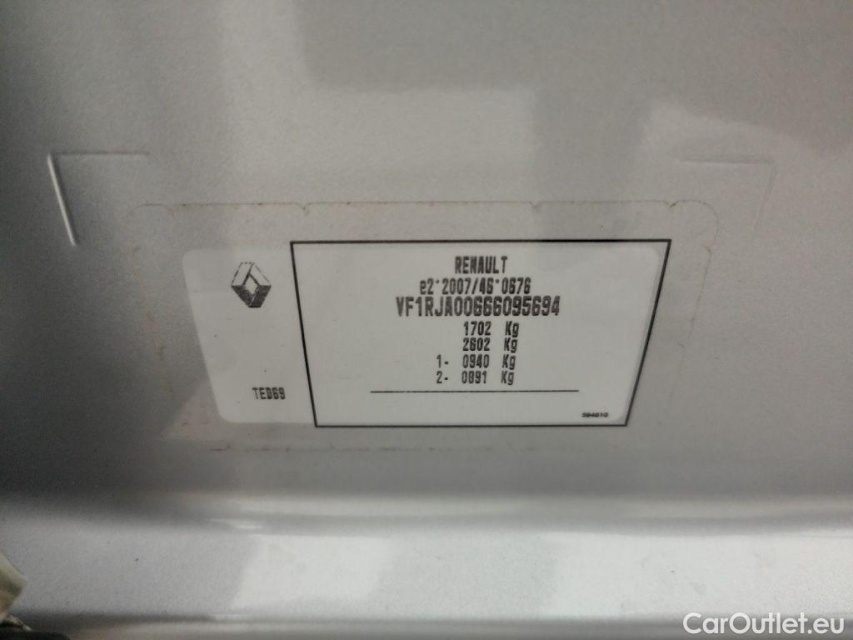 RENAULT
e2*2007/46*0676
VF1RJA00666095694
1702 Kg
2602 Kg
1- 0940 Kg
2- 0891 Kg
TED69
CarOutlet.eu